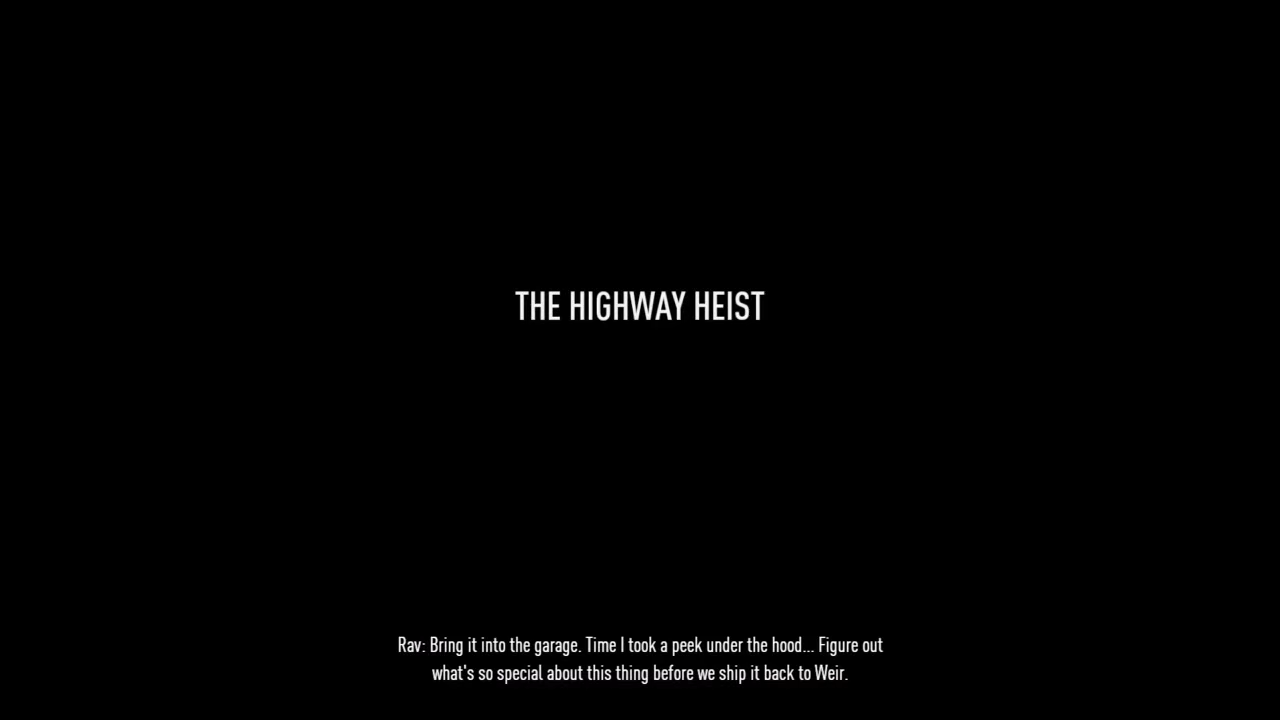 THE HIGHWAY HEIST
Rav: Bring it into the garage. Time I took a peek under the hood... Figure out
what's so special about this thing before we ship it back to Weir.